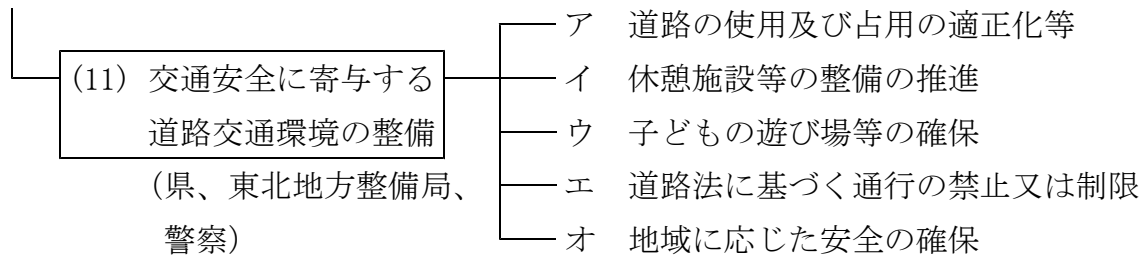 ア 道路の使用及び占用の適正化等
(11) 交通安全に寄与する
イ 休憩施設等の整備の推進
道路交通環境の整備
ウ 子どもの遊び場等の確保
(県、東北地方整備局、
エ 道路法に基づく通行の禁止又は制限
警察)
オ 地域に応じた安全の確保